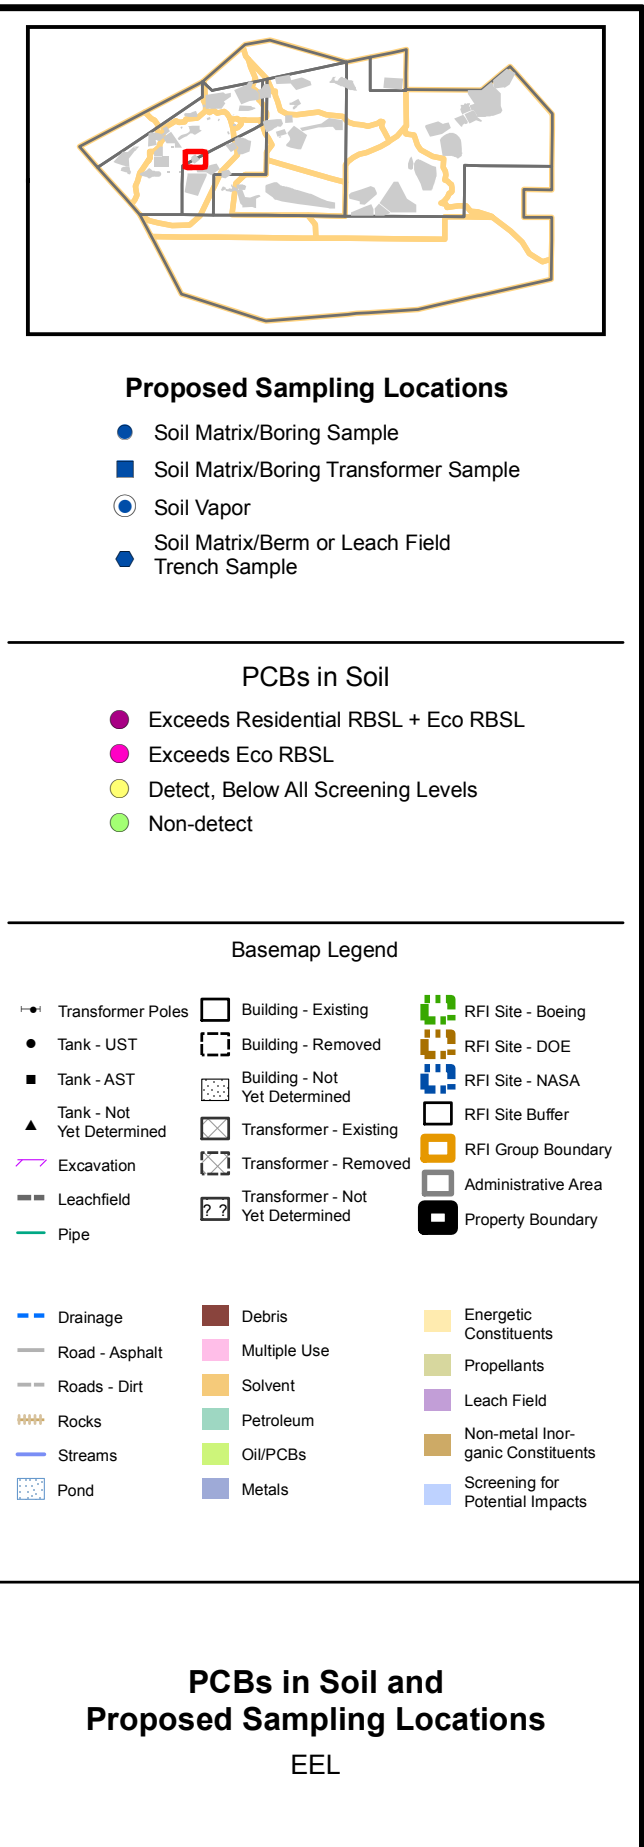 Proposed Sampling Locations
Soil Matrix/Boring Sample
Soil Matrix/Boring Transformer Sample
Soil Vapor
Soil Matrix/Berm or Leach Field
Trench Sample
PCBs in Soil
Exceeds Residential RBSL + Eco RBSL
Exceeds Eco RBSL
Detect, Below All Screening Levels
Non-detect
Basemap Legend
Transformer Poles
Tank - UST
Tank - AST
Tank - Not
Yet Determined
Excavation
Leachfield
Pipe
Building - Existing
Building - Removed
Building - Not
Yet Determined
Transformer - Existing
Transformer - Removed
? ?
Transformer - Not
Yet Determined
RFI Site - Boeing
RFI Site - DOE
RFI Site - NASA
RFI Site Buffer
RFI Group Boundary
Administrative Area
Property Boundary
Drainage
Road - Asphalt
Roads - Dirt
Rocks
Streams
Pond
Debris
Multiple Use
Solvent
Petroleum
Oil/PCBs
Metals
Energetic
Constituents
Propellants
Leach Field
Non-metal Inor-
ganic Constituents
Screening for
Potential Impacts
PCBs in Soil and
Proposed Sampling Locations
EEL